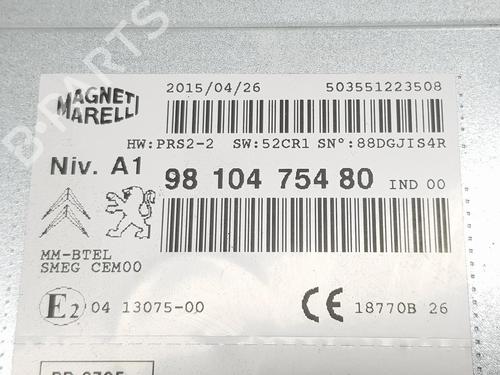 B-PARTS
MAGNETI MARELLI
2015/04/26 503551223508
HW:PRS2-2 SW:52CR1 SN°:88DGJIS4R
Niv. A1 98 104 754 80 IND 00
MM-BTEL
SMEG CEM00
E2 04 13075-00 CE 18770B 26